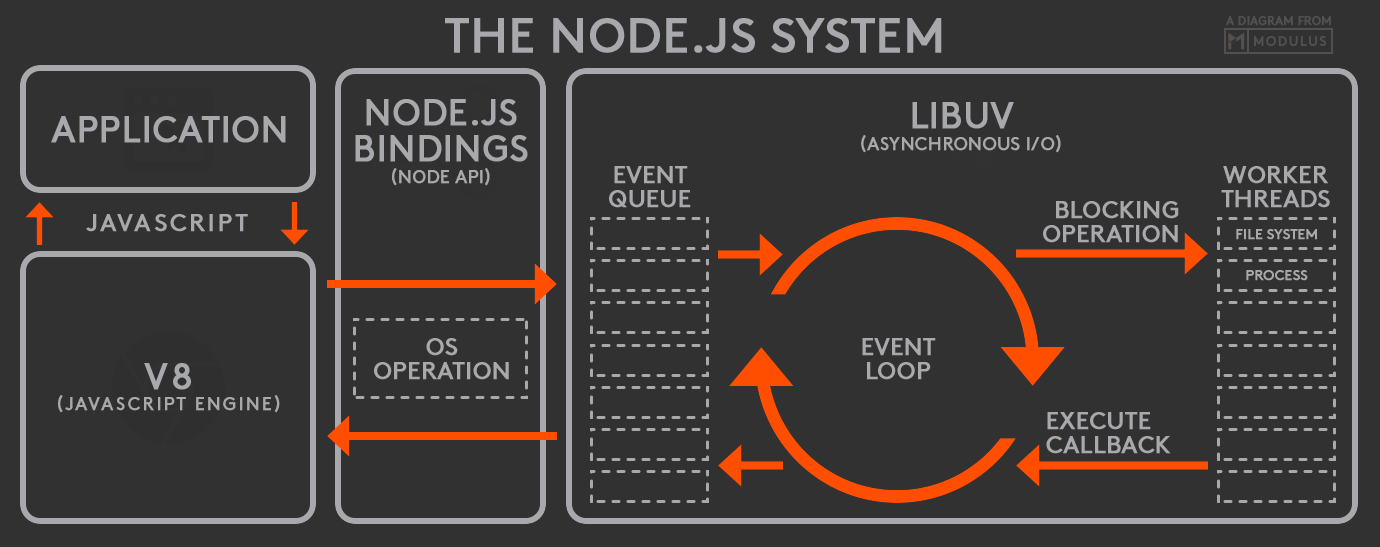 THE NODE.JS SYSTEM
A DIAGRAM FROM
MODULUS
APPLICATION
JAVASCRIPT
V8
(JAVASCRIPT ENGINE)
NODE.JS
BINDINGS
(NODE API)
OS
OPERATION
LIBUV
(ASYNCHRONOUS I/O)
EVENT
QUEUE
EVENT
LOOP
BLOCKING
OPERATION
EXECUTE
CALLBACK
WORKER
THREADS
FILE SYSTEM
PROCESS